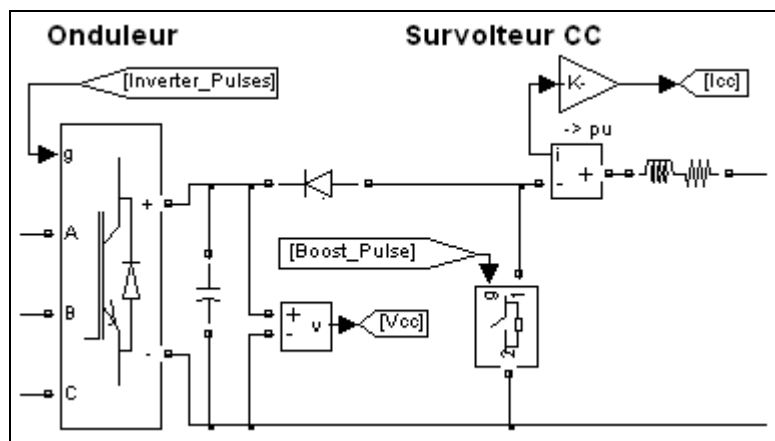 Onduleur
Survolteur CC
[Inverter_Pulses]
K-
[Icc]
-> pu
g
i
+
-
+
-
A
B
C
[Boost_Pulse]
g
1
2
+
-
v
[Vcc]